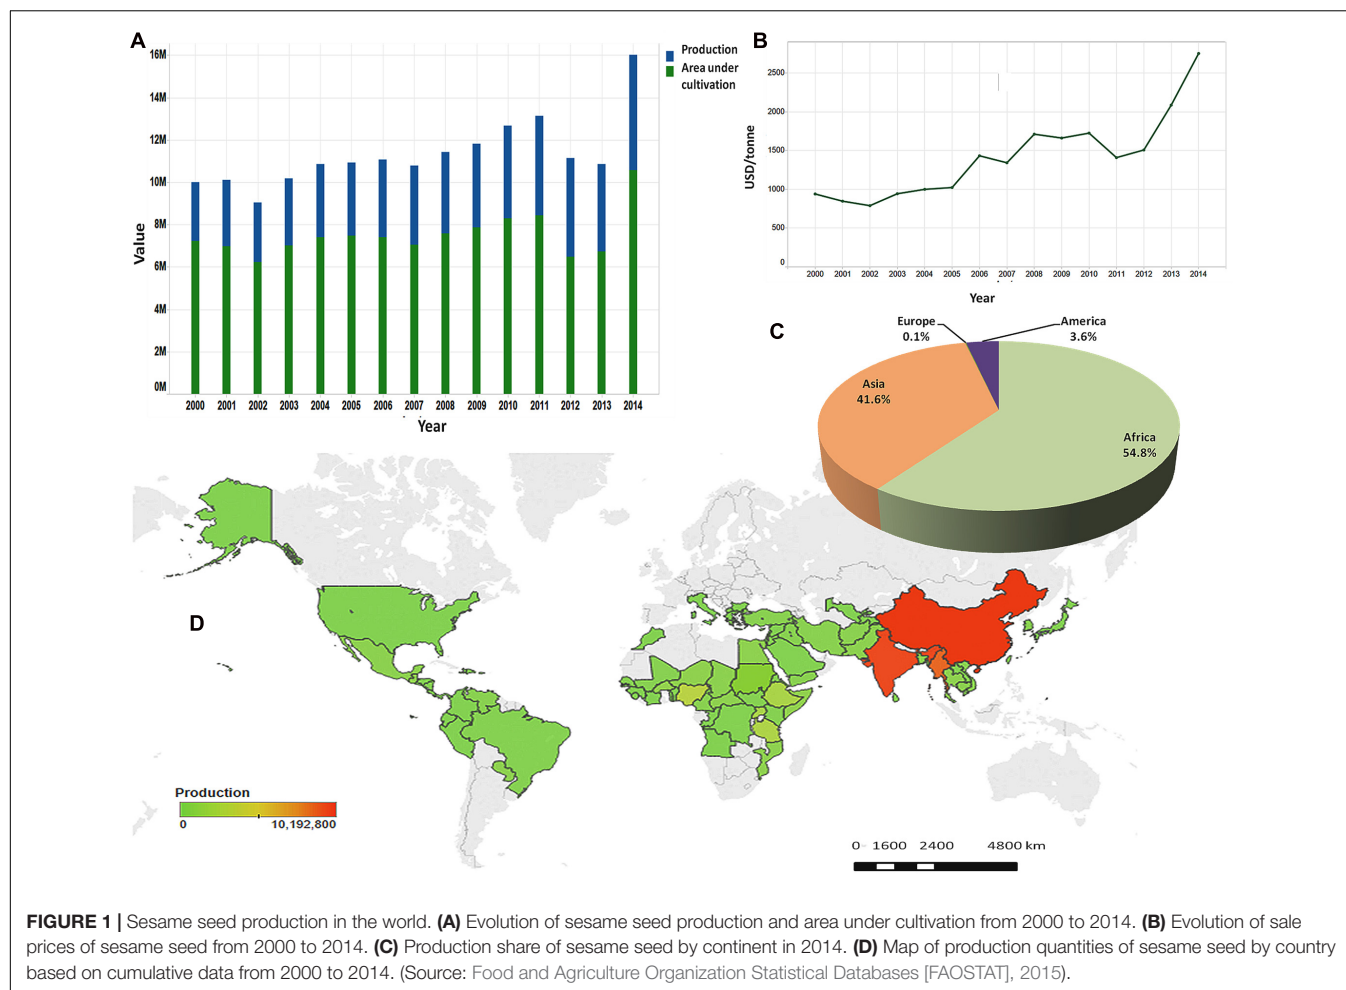 A
16M
14M
12M
10M
8M
6M
4M
2M
0M
Value
2000 2001 2002 2003 2004 2005 2006 2007 2008 2009 2010 2011 2012 2013 2014
Year
Production
Area under
cultivation
B
2500
2000
1500
1000
500
0
USD/tonne
2000 2001 2002 2003 2004 2005 2006 2007 2008 2009 2010 2011 2012 2013 2014
Year
C
Europe
0.1%
America
3.6%
Asia
41.6%
Africa
54.8%
D
Production
0 10,192,800
0 1600 2400 4800 km
FIGURE 1 | Sesame seed production in the world. (A) Evolution of sesame seed production and area under cultivation from 2000 to 2014. (B) Evolution of sale
prices of sesame seed from 2000 to 2014. (C) Production share of sesame seed by continent in 2014. (D) Map of production quantities of sesame seed by country
based on cumulative data from 2000 to 2014. (Source: Food and Agriculture Organization Statistical Databases [FAOSTAT], 2015).